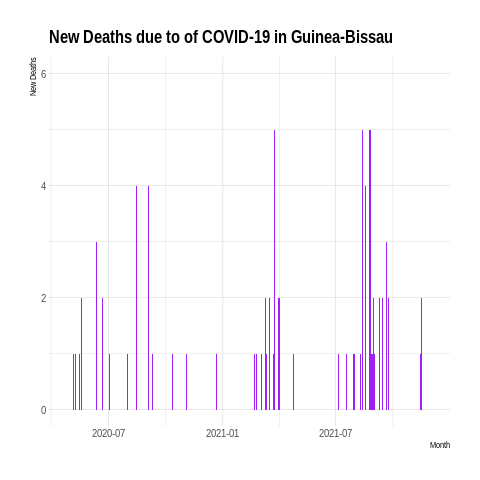 New Deaths due to of COVID-19 in Guinea-Bissau
New Deaths
6
4
2
0
2020-07 2021-01 2021-07
Month